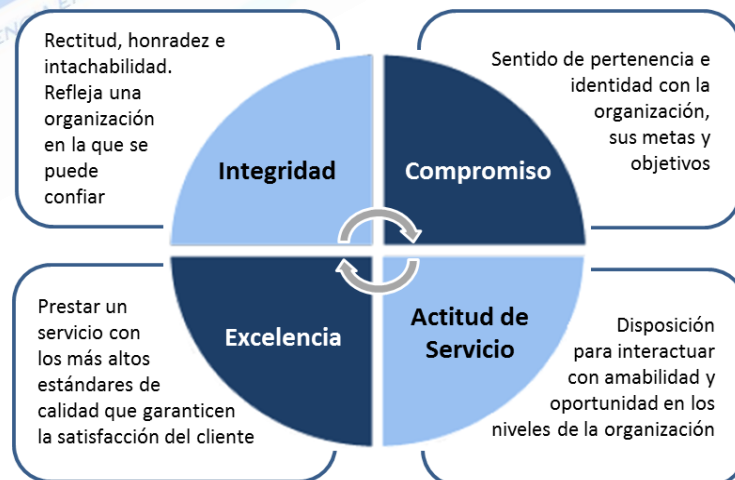 Rectitud, honradez e
intachabilidad.
Refleja una
organización
en la que se
puede
confiar
Integridad
Compromiso
Sentido de pertenencia e
identidad con la
organización,
sus metas y
objetivos
Prestar un
servicio con
los más altos
estándares de
calidad que garanticen
la satisfacción del cliente
Excelencia
Actitud de
Servicio
Disposición
para interactuar
con amabilidad y
oportunidad en los
niveles de la organización